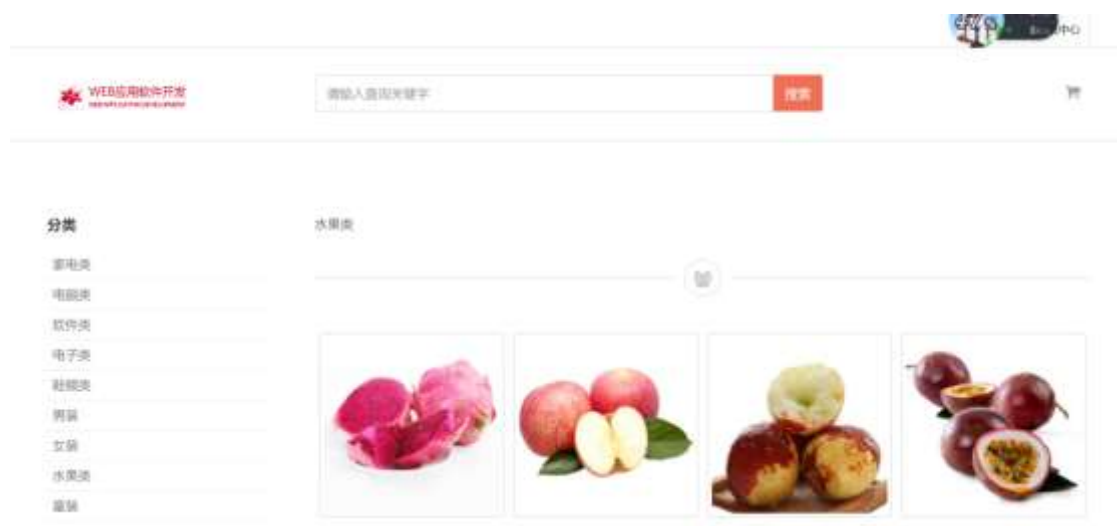 中心
WEB应用软件开发
请输入查询关键字
搜索
分类
水果类
家电类
电脑类
软件类
电子类
鞋帽类
男装
女装
水果类
童装